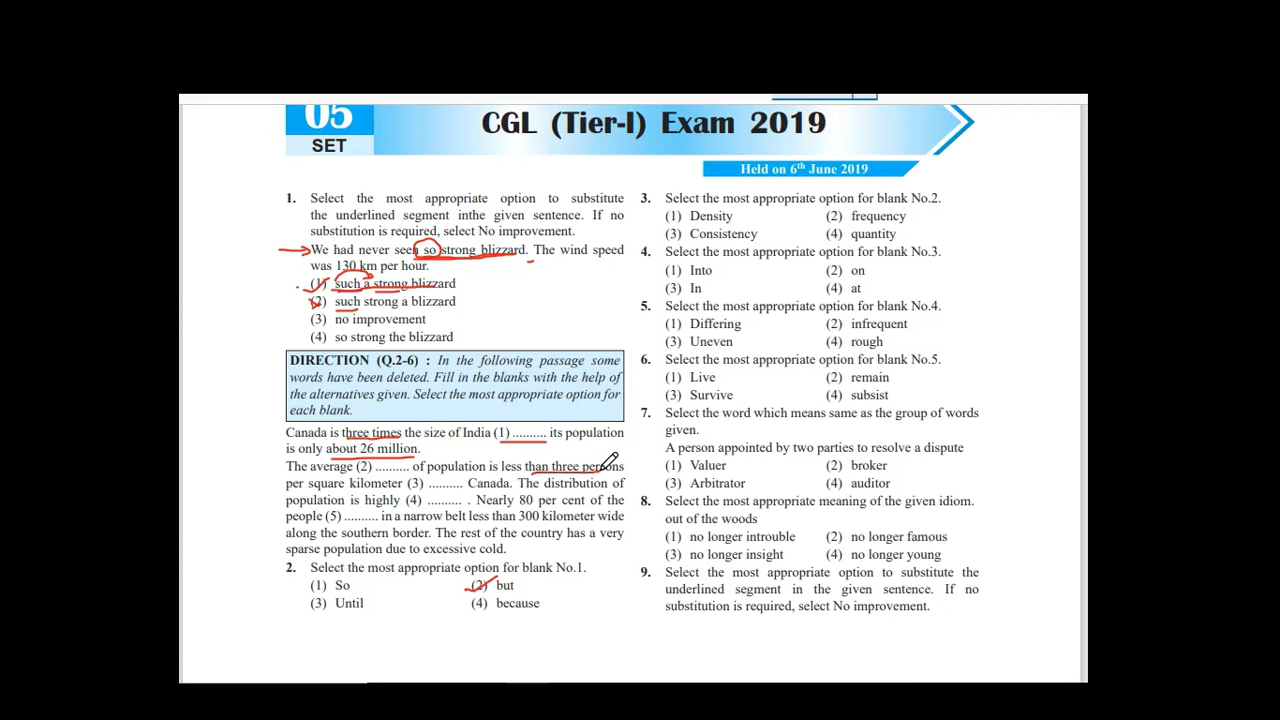 05
SET
CGL (Tier-I) Exam 2019
Held on 6th June 2019
1. Select the most appropriate option to substitute
the underlined segment inthe given sentence. If no
substitution is required, select No improvement.
We had never seen so strong blizzard. The wind speed
was 130 km per hour.
(1) such a strong blizzard
(2) such strong a blizzard
(3) no improvement
(4) so strong the blizzard
DIRECTION (Q.2-6) : In the following passage some
words have been deleted. Fill in the blanks with the help of
the alternatives given. Select the most appropriate option for
each blank.
Canada is three times the size of India (1) .......... its population
is only about 26 million.
The average (2) .......... of population is less than three persons
per square kilometer (3) .......... Canada. The distribution of
population is highly (4) .......... . Nearly 80 per cent of the
people (5) .......... in a narrow belt less than 300 kilometer wide
along the southern border. The rest of the country has a very
sparse population due to excessive cold.
2. Select the most appropriate option for blank No.1.
(1) So (2) but
(3) Until (4) because
3. Select the most appropriate option for blank No.2.
(1) Density (2) frequency
(3) Consistency (4) quantity
4. Select the most appropriate option for blank No.3.
(1) Into (2) on
(3) In (4) at
5. Select the most appropriate option for blank No.4.
(1) Differing (2) infrequent
(3) Uneven (4) rough
6. Select the most appropriate option for blank No.5.
(1) Live (2) remain
(3) Survive (4) subsist
7. Select the word which means same as the group of words
given.
A person appointed by two parties to resolve a dispute
(1) Valuer (2) broker
(3) Arbitrator (4) auditor
8. Select the most appropriate meaning of the given idiom.
out of the woods
(1) no longer introuble (2) no longer famous
(3) no longer insight (4) no longer young
9. Select the most appropriate option to substitute the
underlined segment in the given sentence. If no
substitution is required, select No improvement.